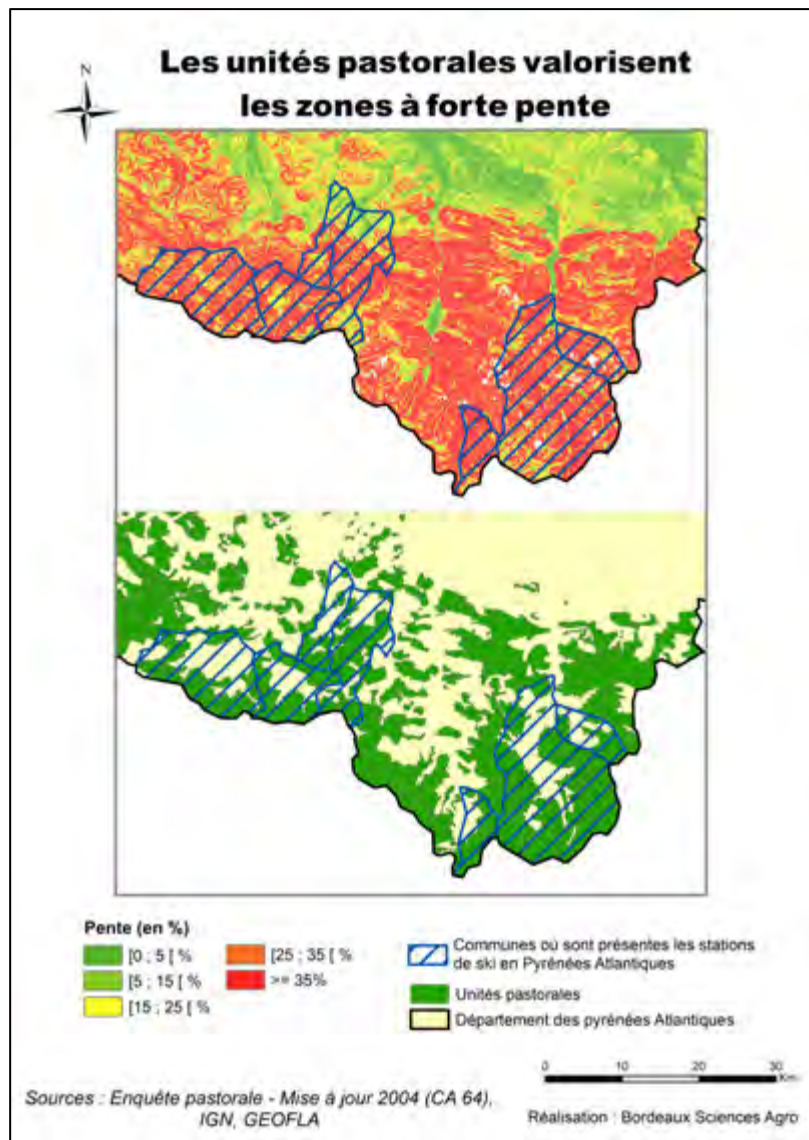 N
Les unités pastorales valorisent
les zones à forte pente
Pente (en %)
[0 ; 5 [ %
[5 ; 15 [ %
[15 ; 25 [ %
[25 ; 35 [ %
>= 35%
Communes où sont présentes les stations
de ski en Pyrénées Atlantiques
Unités pastorales
Département des pyrénées Atlantiques
0 10 20 30
Km
Sources : Enquête pastorale - Mise à jour 2004 (CA 64),
IGN, GEOFLA
Réalisation : Bordeaux Sciences Agro